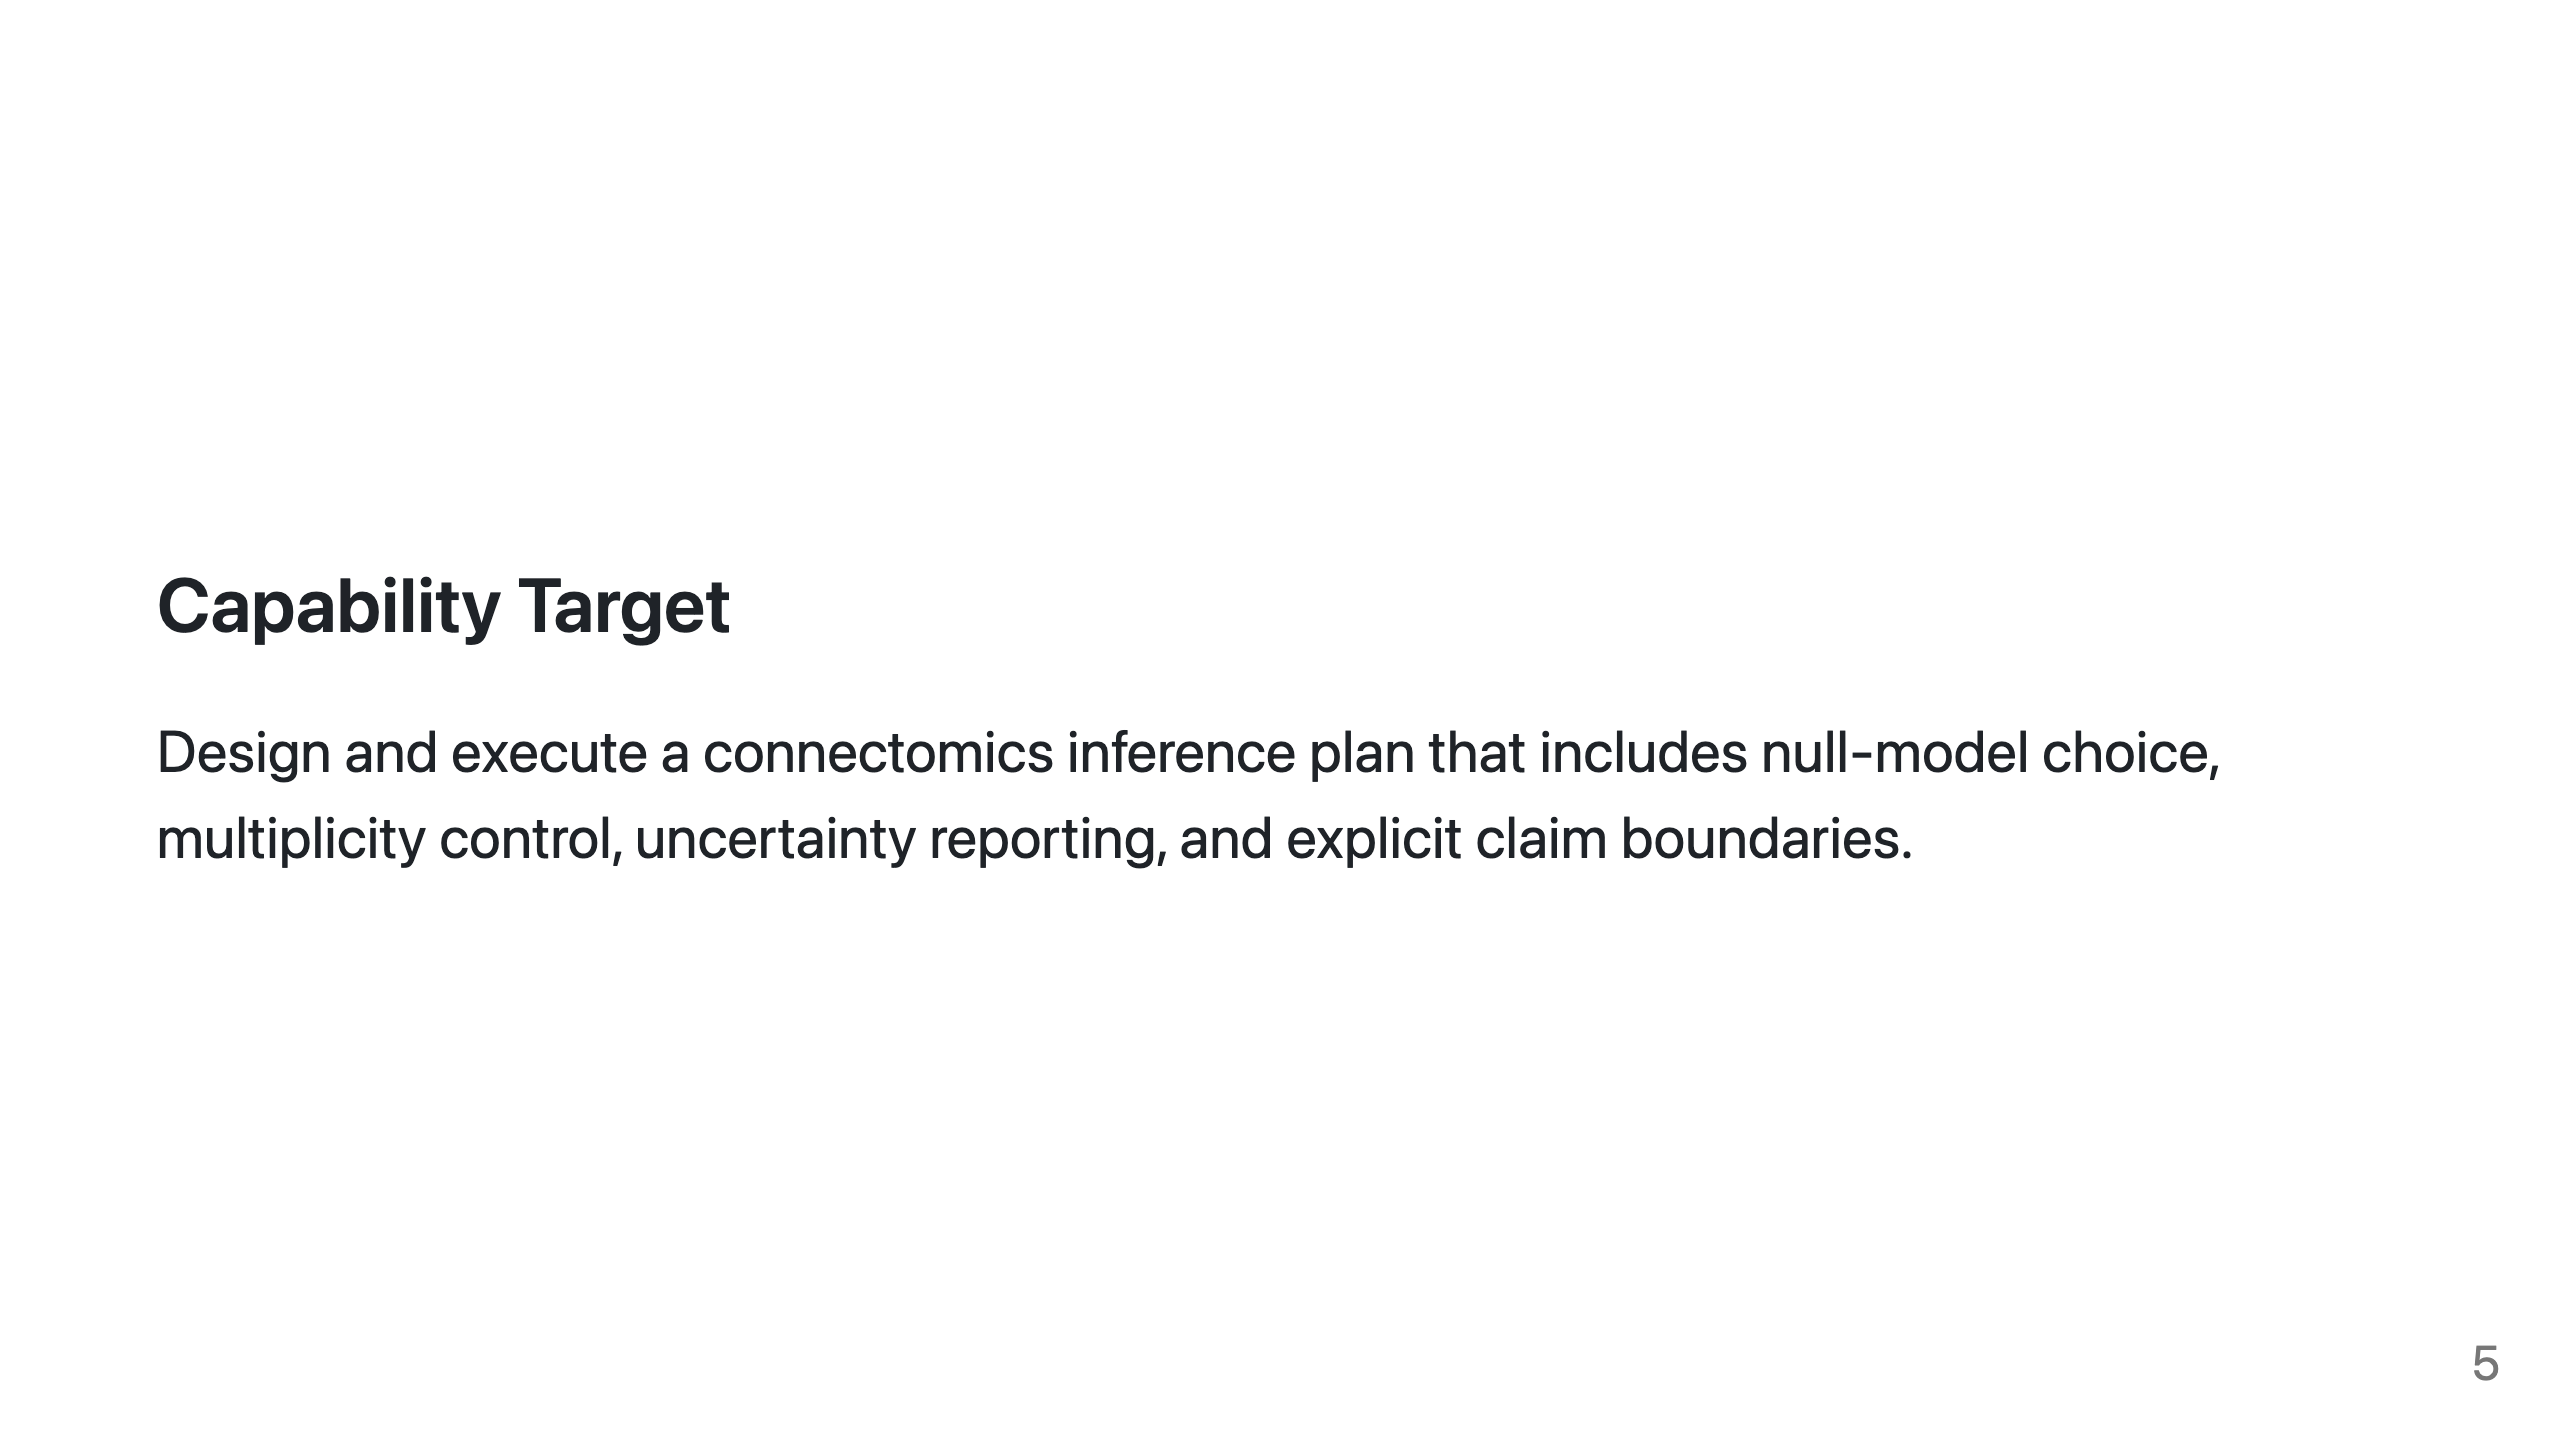 Capability Target
Design and execute a connectomics inference plan that includes null-model choice,
multiplicity control, uncertainty reporting, and explicit claim boundaries.
5